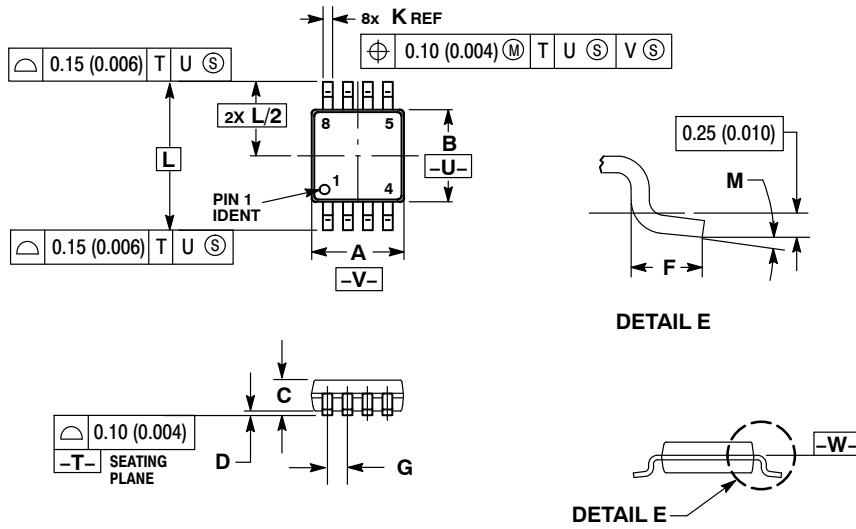 8x K REF
⌓ 0.15 (0.006) T U Ⓢ
⌖ 0.10 (0.004) Ⓜ T U Ⓢ V Ⓢ
2X L/2
8 5
B
–U–
L
1
4
PIN 1
IDENT
⌓ 0.15 (0.006) T U Ⓢ
A
–V–
0.25 (0.010)
M
F
DETAIL E
C
⌓ 0.10 (0.004)
–T– SEATING
PLANE
D
G
–W–
DETAIL E